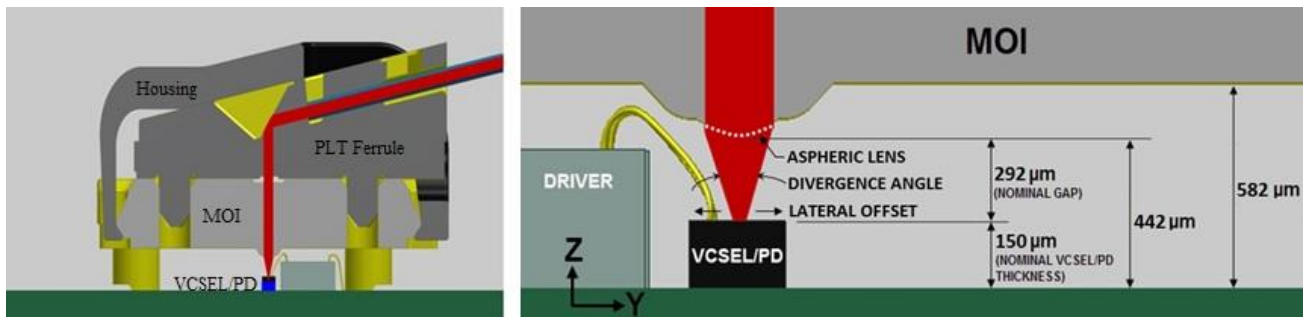 Housing
PLT Ferrule
MOI
VCSEL/PD
MOI
ASPHERIC LENS
DRIVER
DIVERGENCE ANGLE
LATERAL OFFSET
292 µm
(NOMINAL GAP)
582 µm
442 µm
VCSEL/PD
150 µm
(NOMINAL VCSEL/PD
THICKNESS)
Z
Y